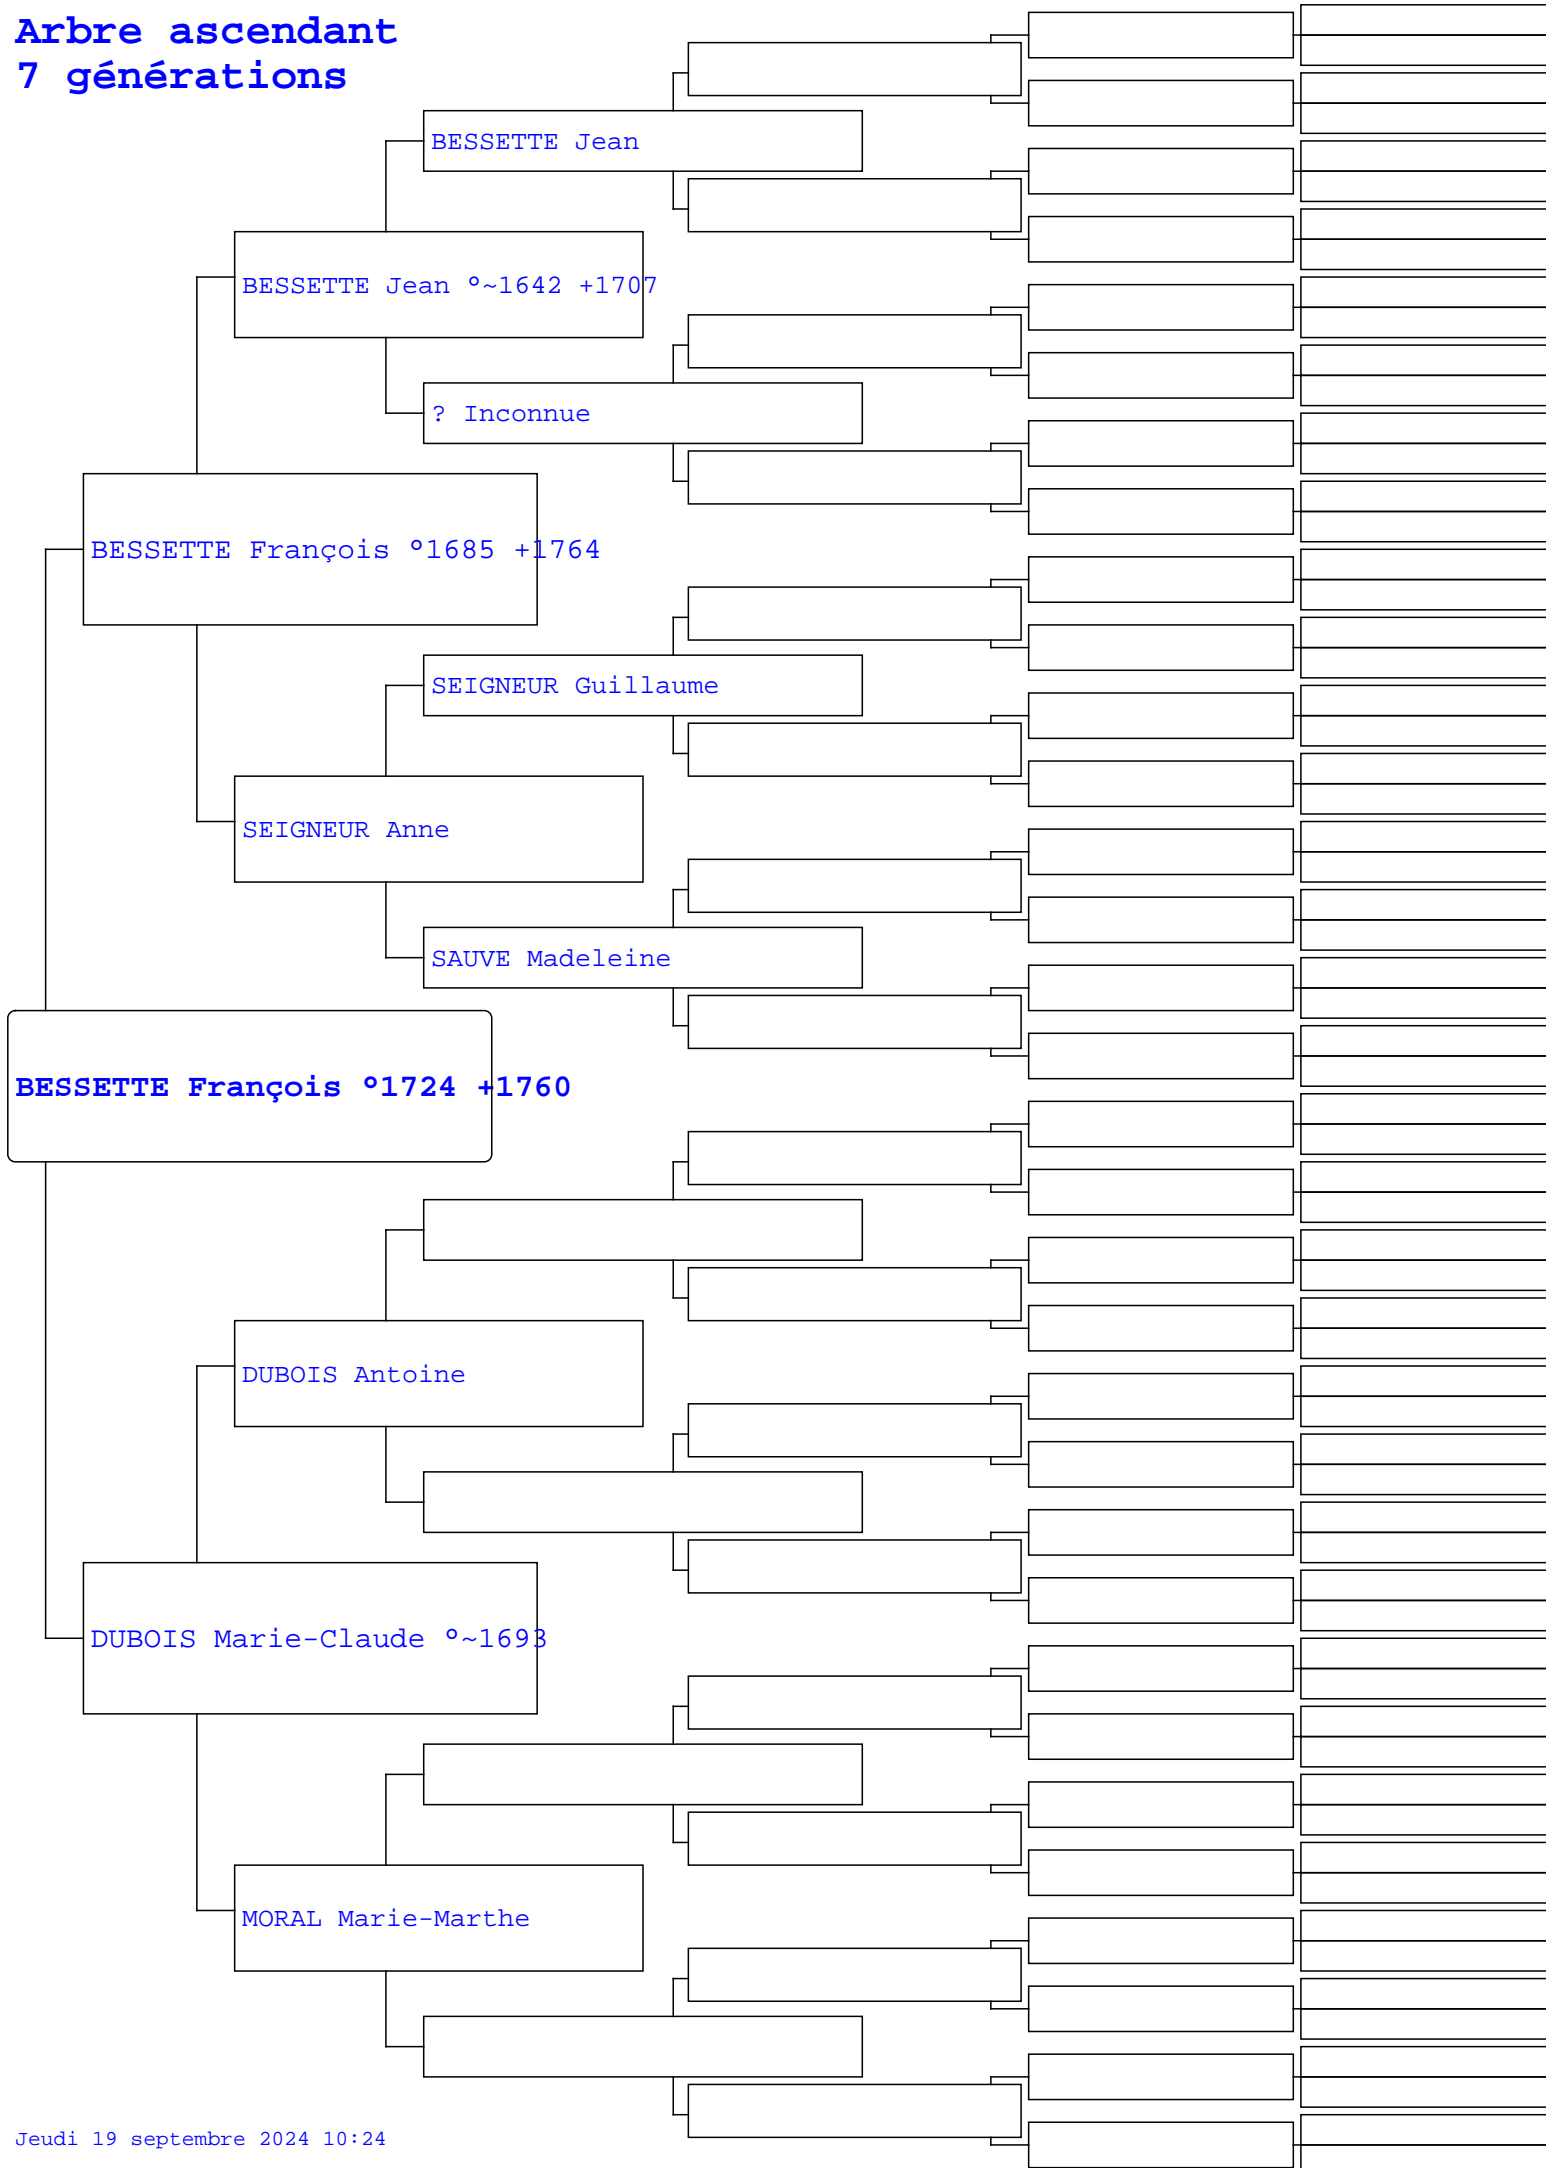 Arbre ascendant
7 générations
BESSETTE Jean
BESSETTE Jean °~1642 +1707
? Inconnue
BESSETTE François °1685 +1764
SEIGNEUR Guillaume
SEIGNEUR Anne
SAUVE Madeleine
BESSETTE François °1724 +1760
DUBOIS Antoine
DUBOIS Marie-Claude °~1693
MORAL Marie-Marthe
Jeudi 19 septembre 2024 10:24